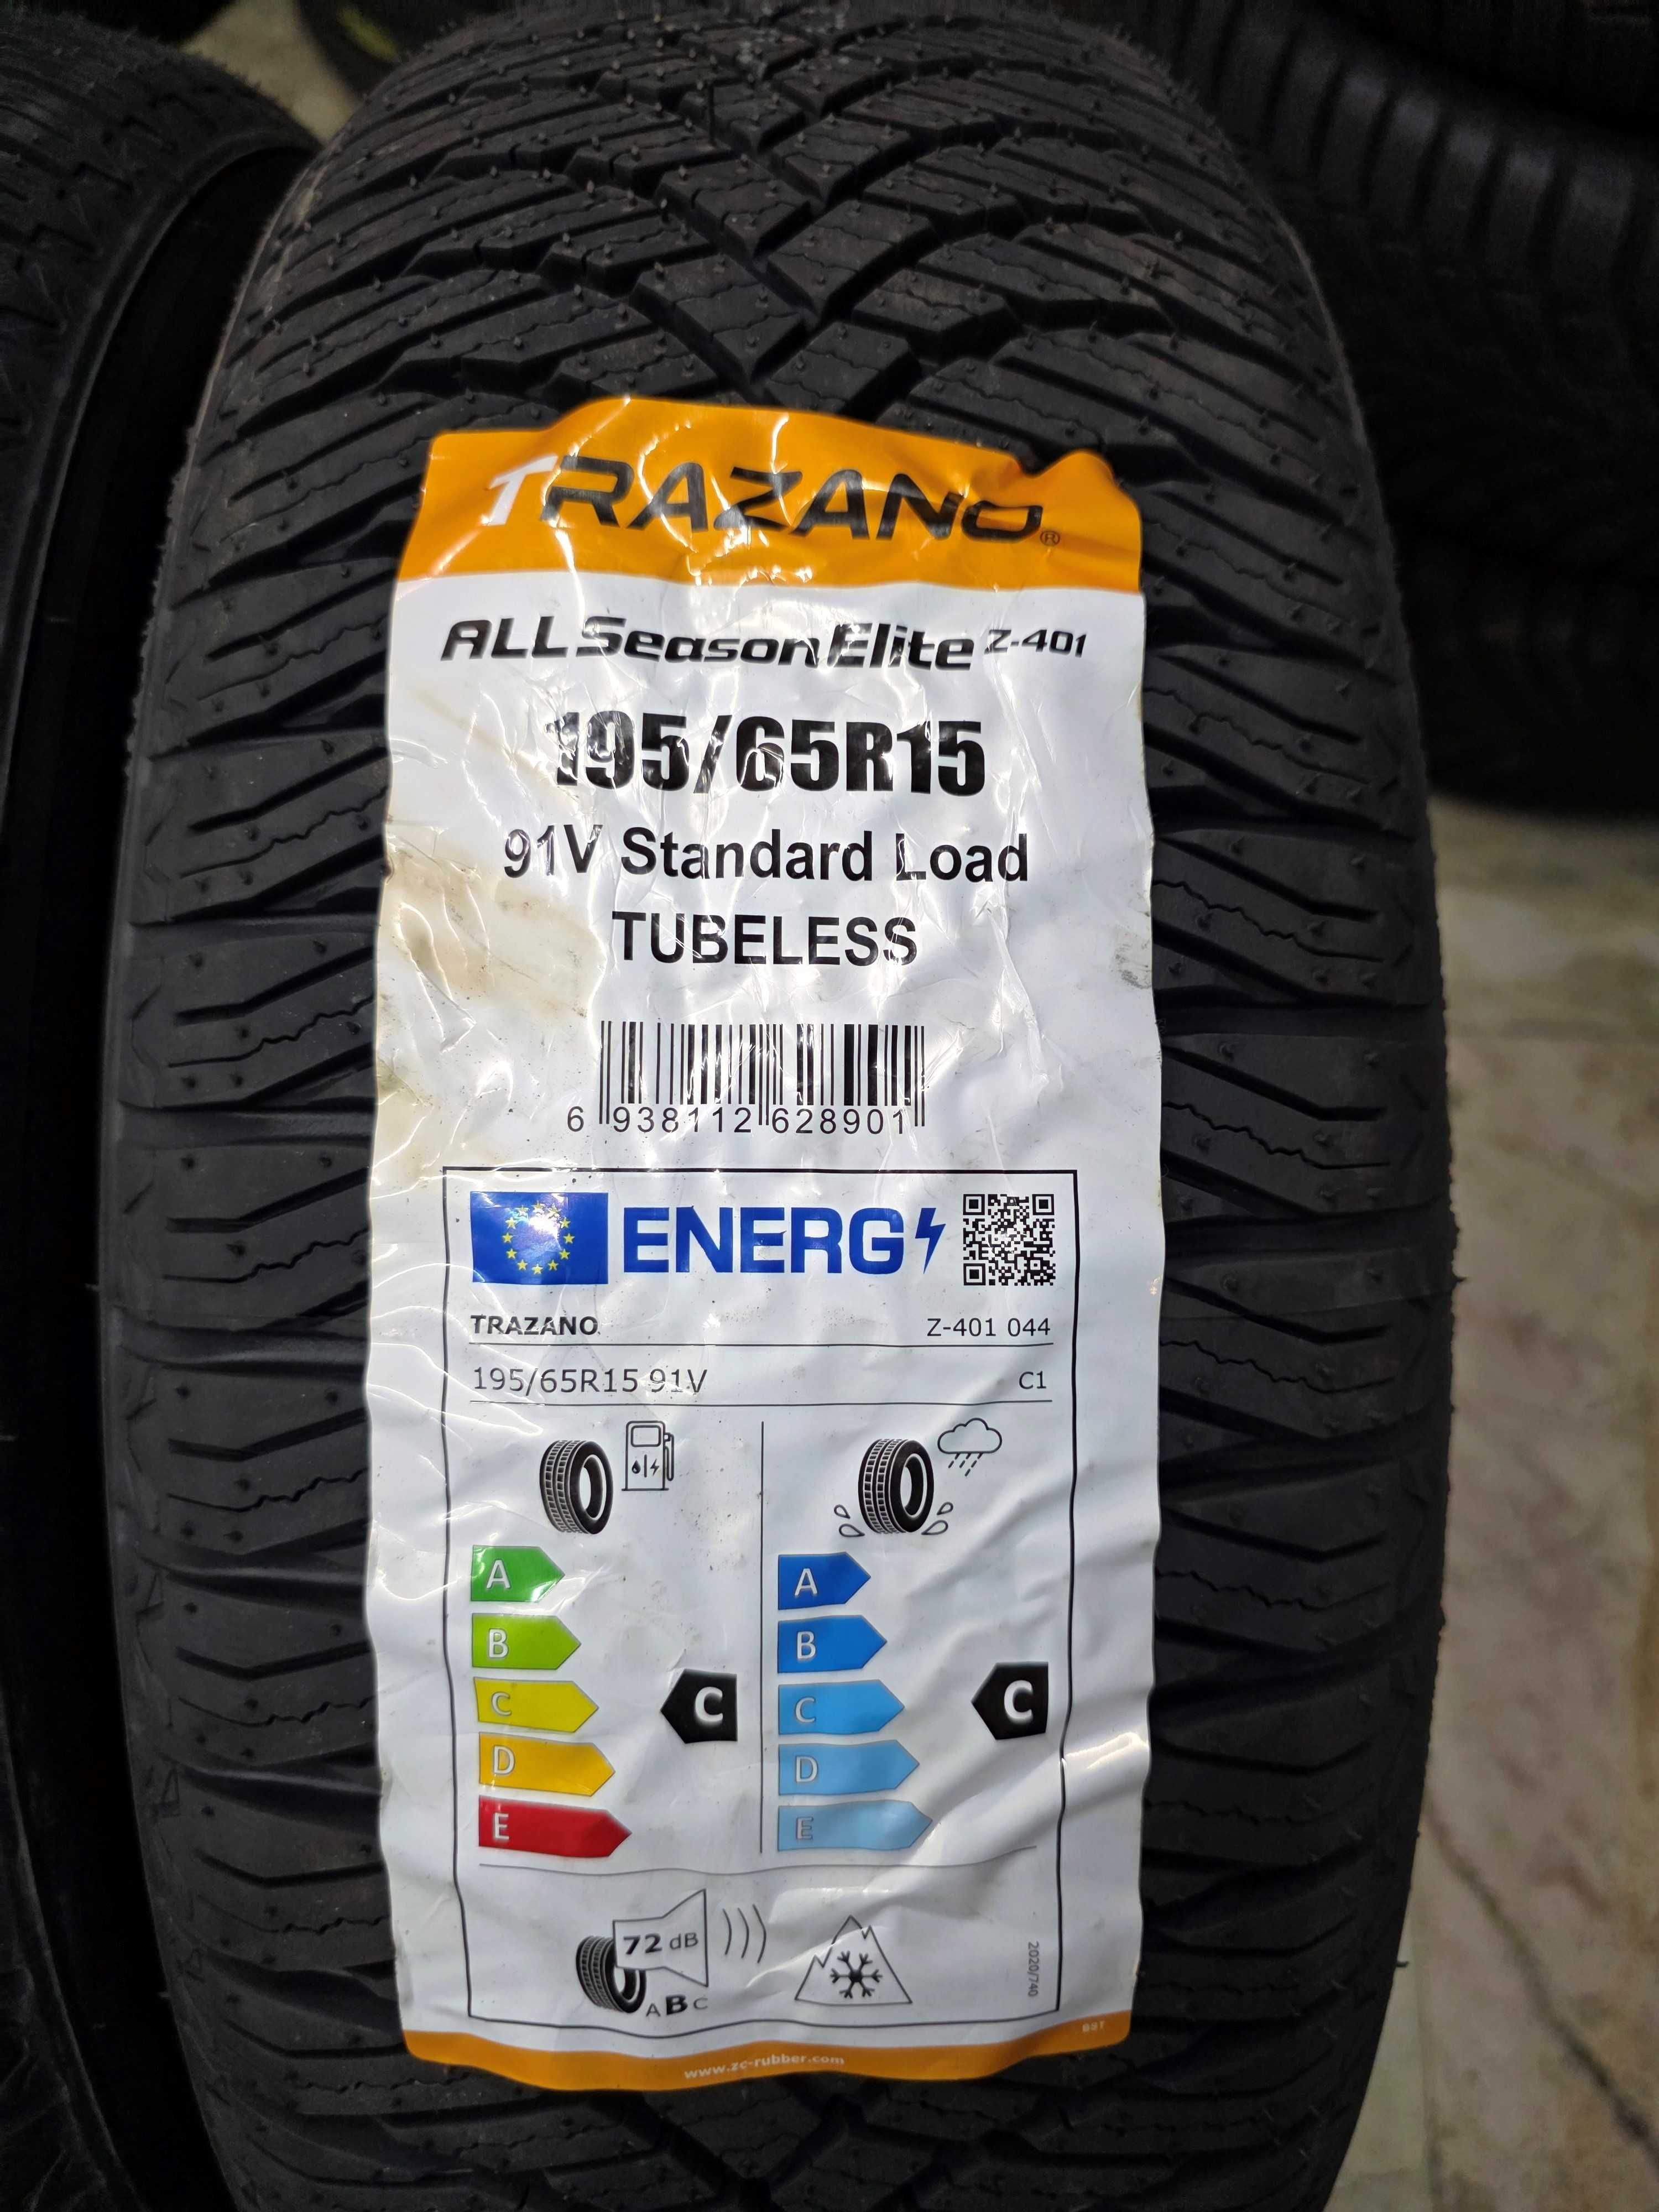 TRAZANO®
ALL Season Elite Z-401
195/65R15
91V Standard Load
TUBELESS
6 938112 628901
ENERG
TRAZANO Z-401 044
195/65R15 91V C1
A A
B B
C C C C
D D
E E
72 dB
A B C
2020/740
www.zc-rubber.com